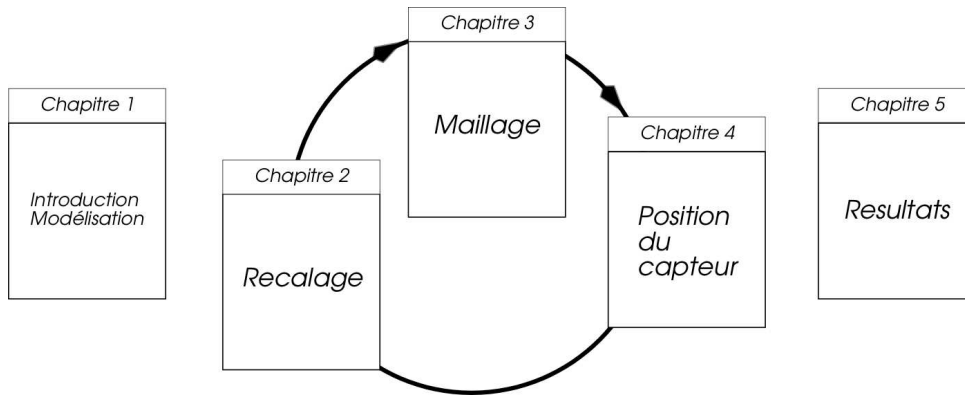 Chapitre 1
Introduction
Modélisation
Chapitre 2
Recalage
Chapitre 3
Maillage
Chapitre 4
Position
du
capteur
Chapitre 5
Resultats